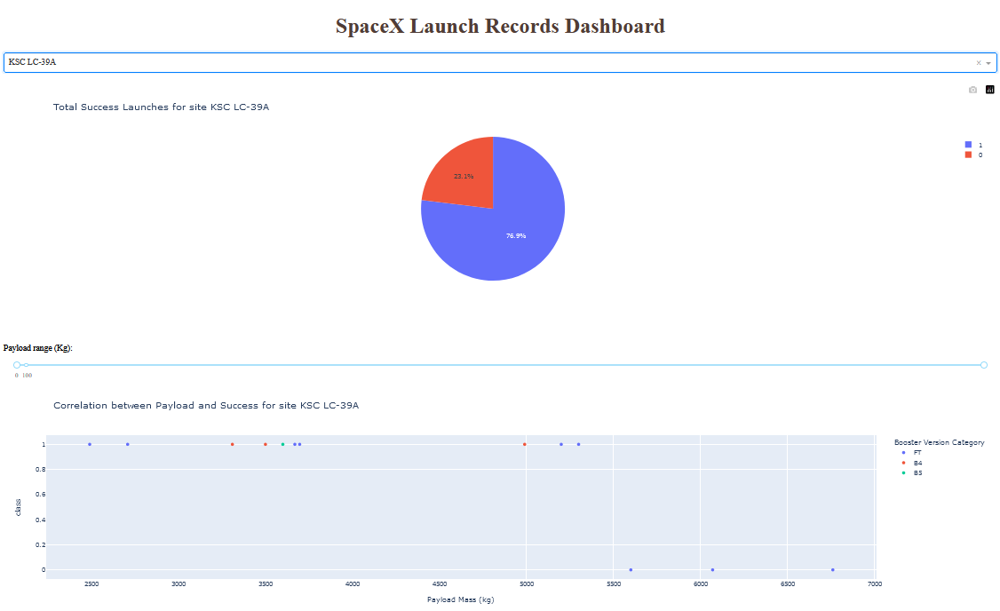 SpaceX Launch Records Dashboard
KSC LC-39A
Total Success Launches for site KSC LC-39A
1
0
23.1%
76.9%
Payload range (Kg):
0 100
Correlation between Payload and Success for site KSC LC-39A
Booster Version Category
FT
B4
B5
class
1
0.8
0.6
0.4
0.2
0
2500 3000 3500 4000 4500 5000 5500 6000 6500 7000
Payload Mass (kg)